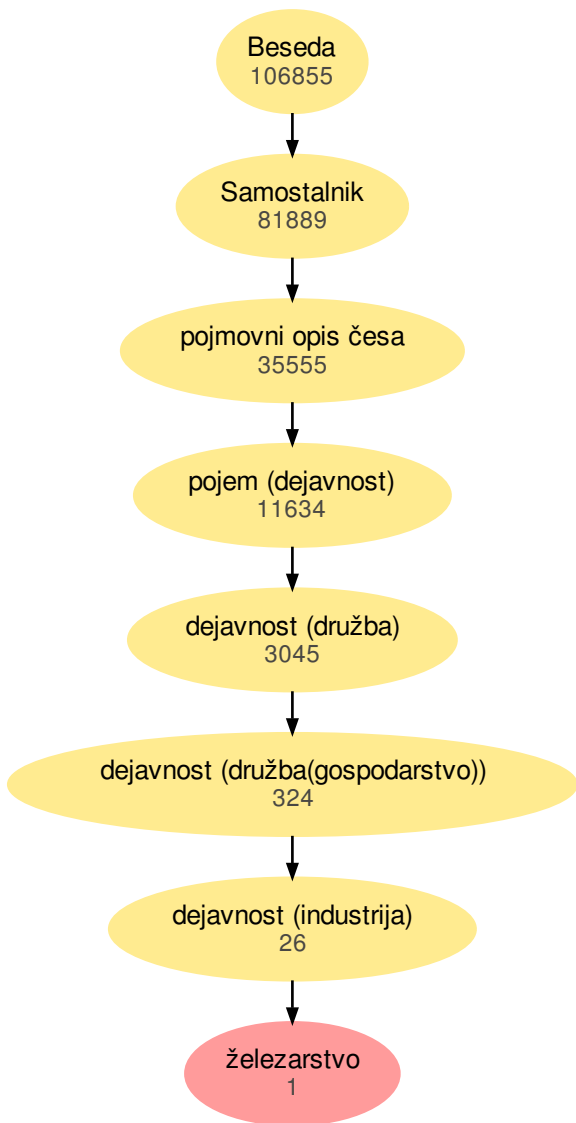 Beseda
106855
Samostalnik
81889
pojmovni opis česa
35555
pojem (dejavnost)
11634
dejavnost (družba)
3045
dejavnost (družba(gospodarstvo))
324
dejavnost (industrija)
26
železarstvo
1